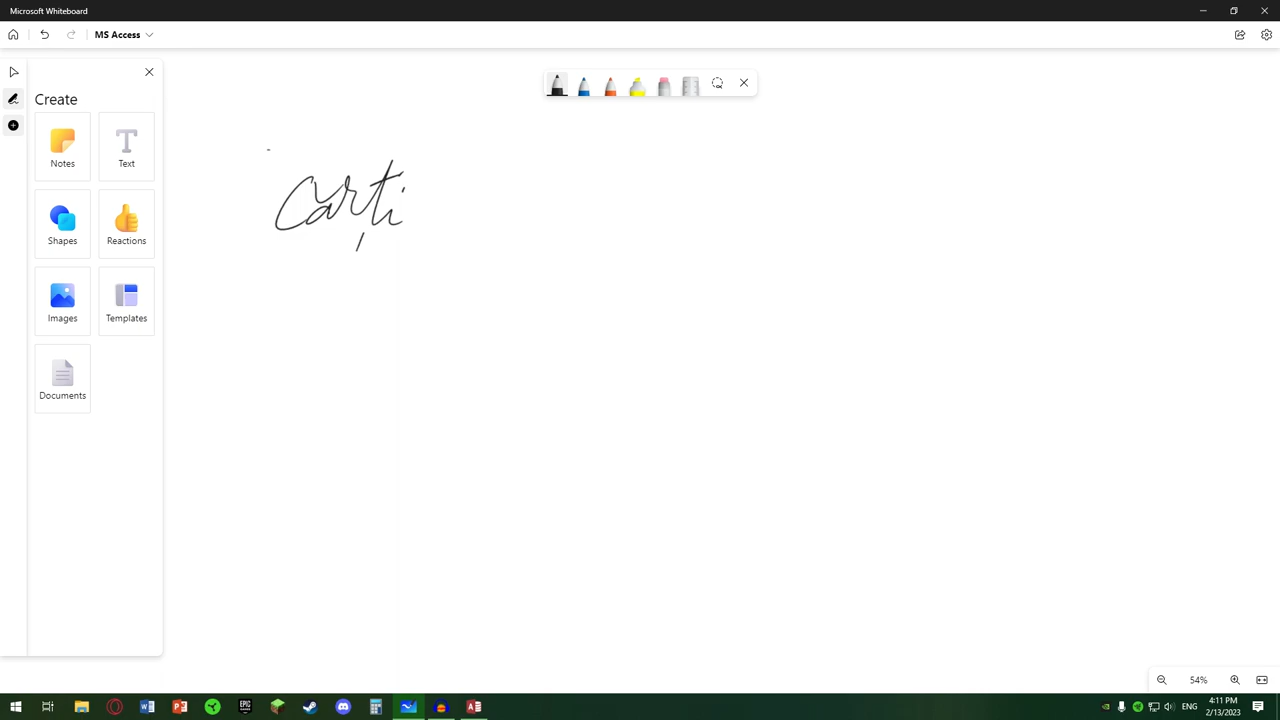 Microsoft Whiteboard
MS Access
Create
Notes
Text
Shapes
Reactions
Images
Templates
Documents
Carți
54%
ENG
4:11 PM
2/13/2023